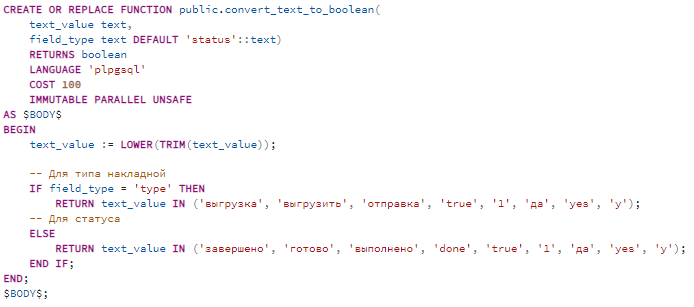 CREATE OR REPLACE FUNCTION public.convert_text_to_boolean(
    text_value text,
    field_type text DEFAULT 'status'::text)
    RETURNS boolean
    LANGUAGE 'plpgsql'
    COST 100
    IMMUTABLE PARALLEL UNSAFE
AS $BODY$
BEGIN
    text_value := LOWER(TRIM(text_value));

    -- Для типа накладной
    IF field_type = 'type' THEN
        RETURN text_value IN ('выгрузка', 'выгрузить', 'отправка', 'true', '1', 'да', 'yes', 'y');
    -- Для статуса
    ELSE
        RETURN text_value IN ('завершено', 'готово', 'выполнено', 'done', 'true', '1', 'да', 'yes', 'y');
    END IF;
END;
$BODY$;